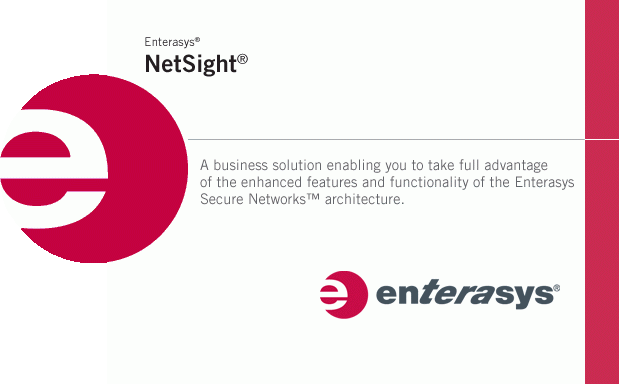 Enterasys®
NetSight®
A business solution enabling you to take full advantage
of the enhanced features and functionality of the Enterasys
Secure Networks™ architecture.
e enterasys®